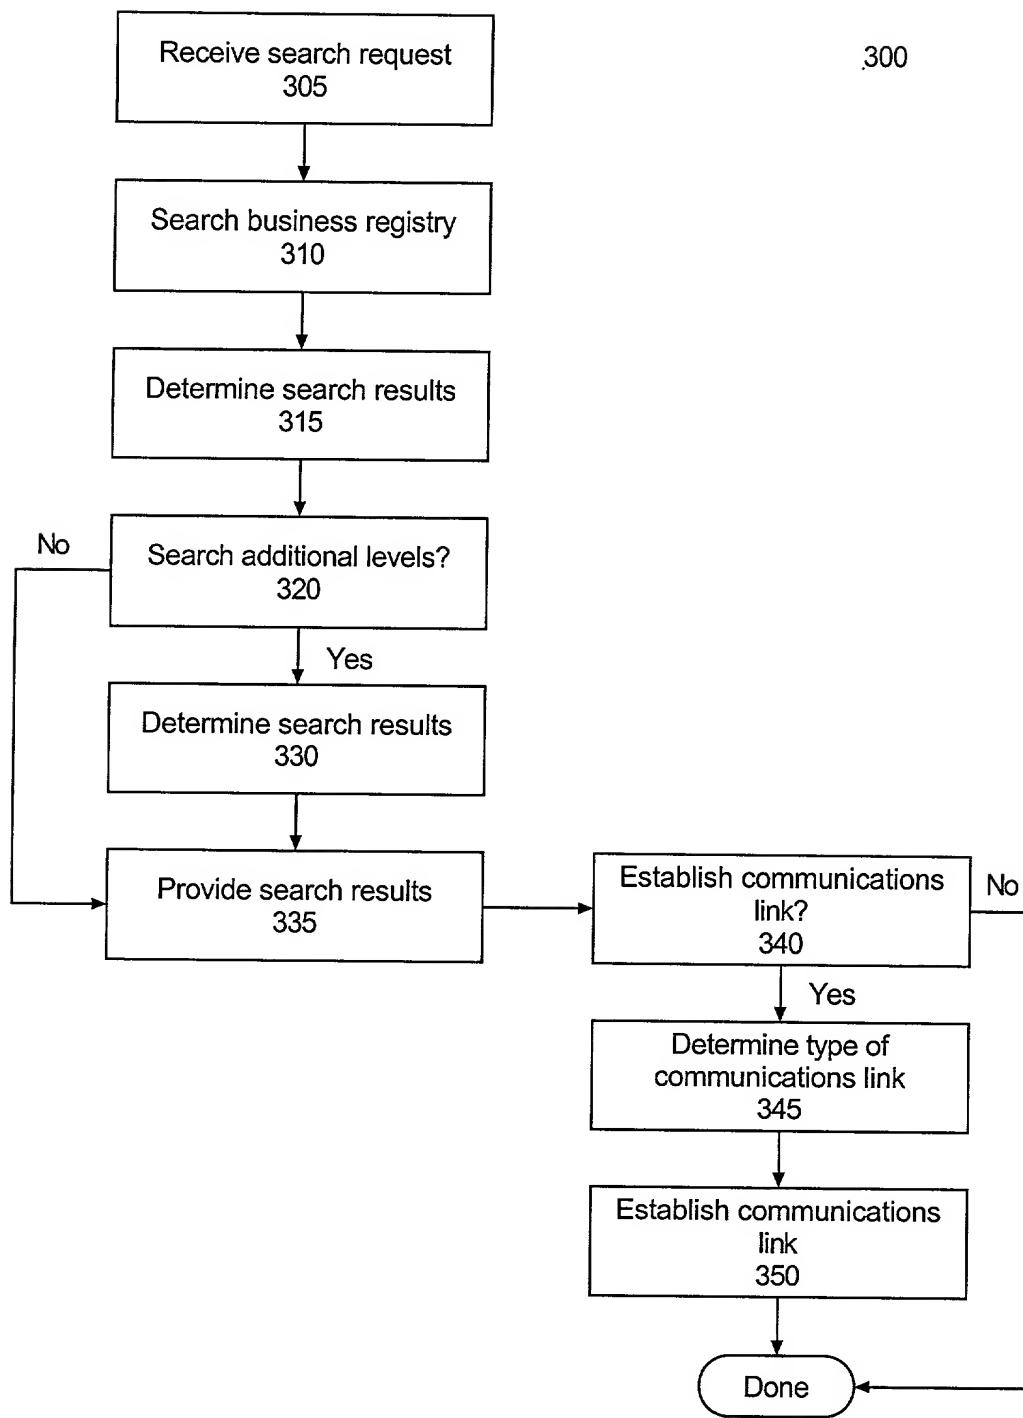 Receive search request
305
.300
Search business registry
310
Determine search results
315
No
Search additional levels?
320
Yes
Determine search results
330
Provide search results
335
Establish communications
link?
340
No
Yes
Determine type of
communications link
345
Establish communications
link
350
Done